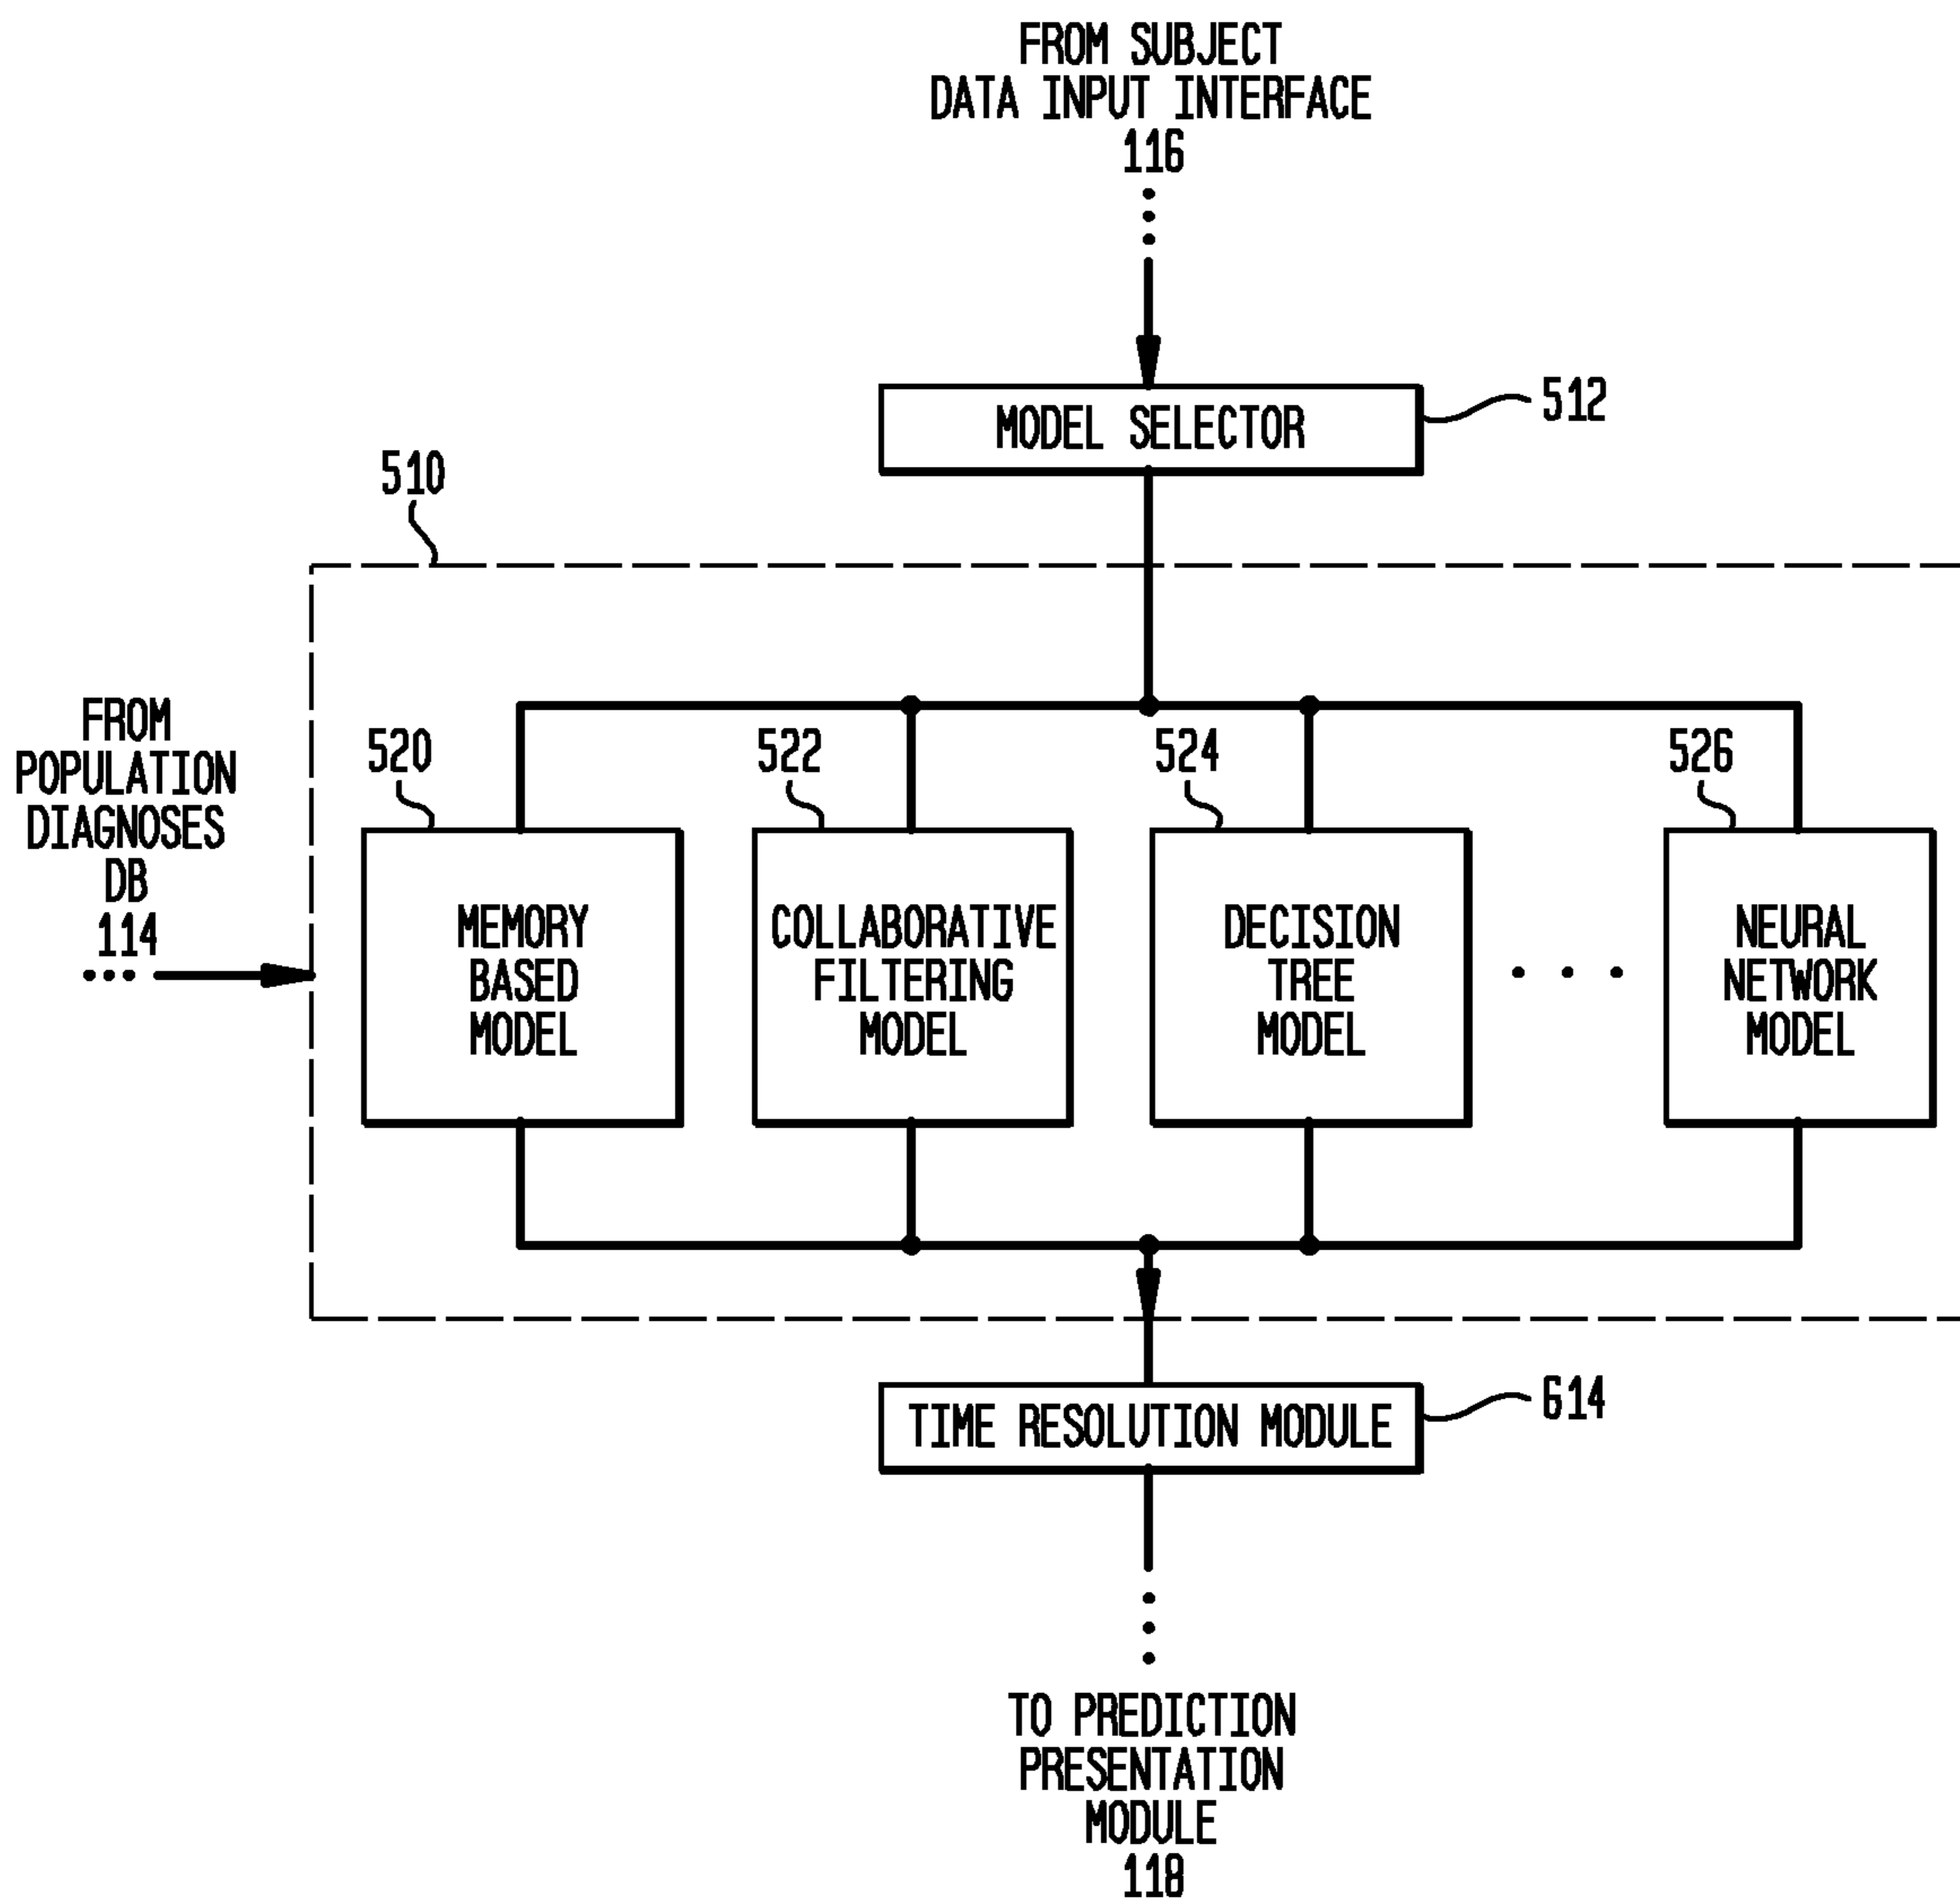 FROM SUBJECT
DATA INPUT INTERFACE
116
MODEL SELECTOR
512
510
FROM
POPULATION
DIAGNOSES
DB
114
520
522
524
526
MEMORY
BASED
MODEL
COLLABORATIVE
FILTERING
MODEL
DECISION
TREE
MODEL
NEURAL
NETWORK
MODEL
TIME RESOLUTION MODULE
614
TO PREDICTION
PRESENTATION
MODULE
118